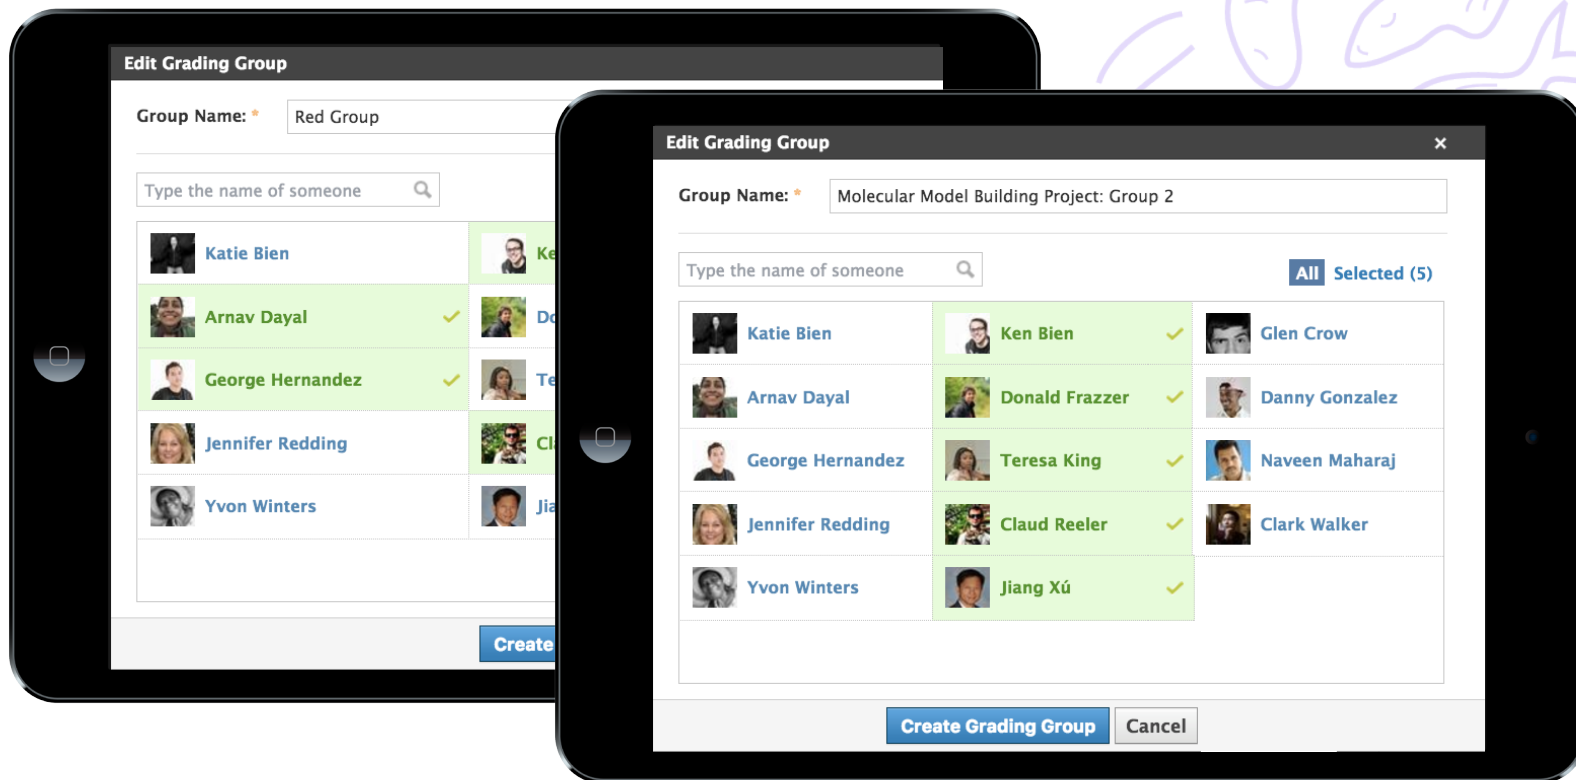 Edit Grading Group
Group Name: * Red Group
Type the name of someone
Katie Bien
Arnav Dayal
George Hernandez
Jennifer Redding
Yvon Winters
Create
Edit Grading Group ×
Group Name: * Molecular Model Building Project: Group 2
Type the name of someone All Selected (5)
Katie Bien Ken Bien Glen Crow
Arnav Dayal Donald Frazzer Danny Gonzalez
George Hernandez Teresa King Naveen Maharaj
Jennifer Redding Claud Reeler Clark Walker
Yvon Winters Jiang Xú
Create Grading Group Cancel